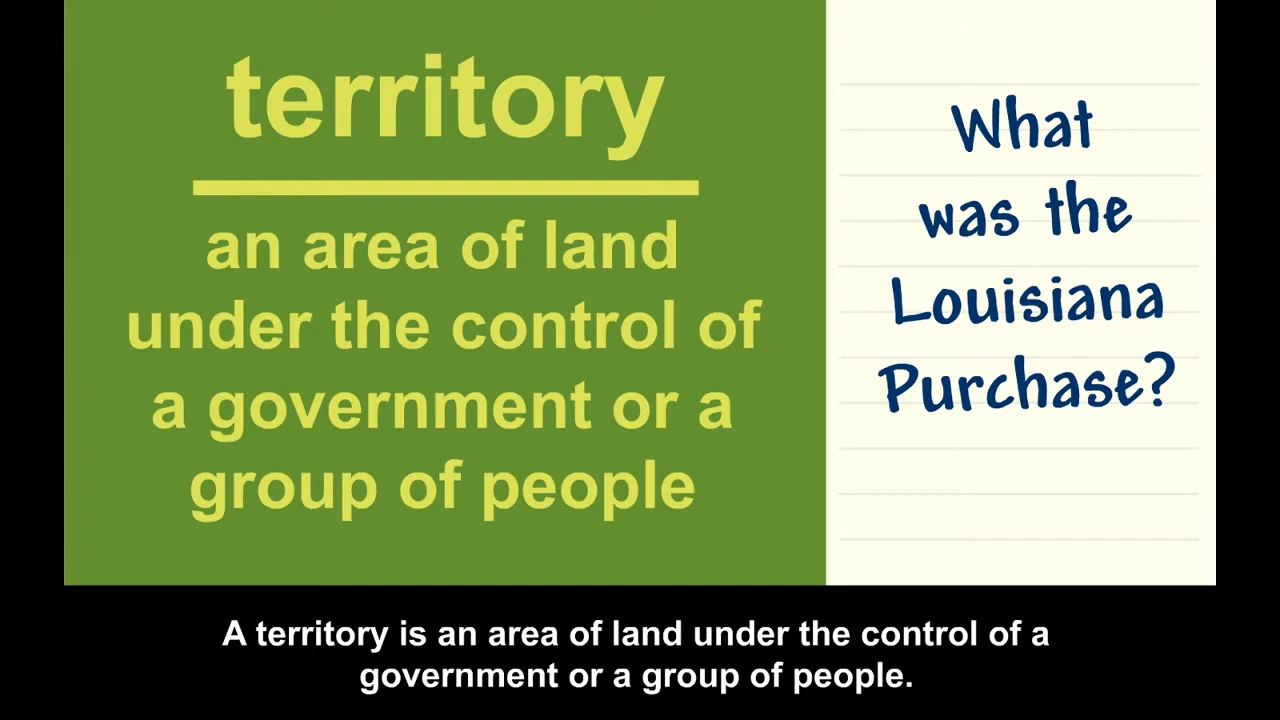 territory
an area of land
under the control of
a government or a
group of people
What
was the
Louisiana
Purchase?
A territory is an area of land under the control of a
government or a group of people.